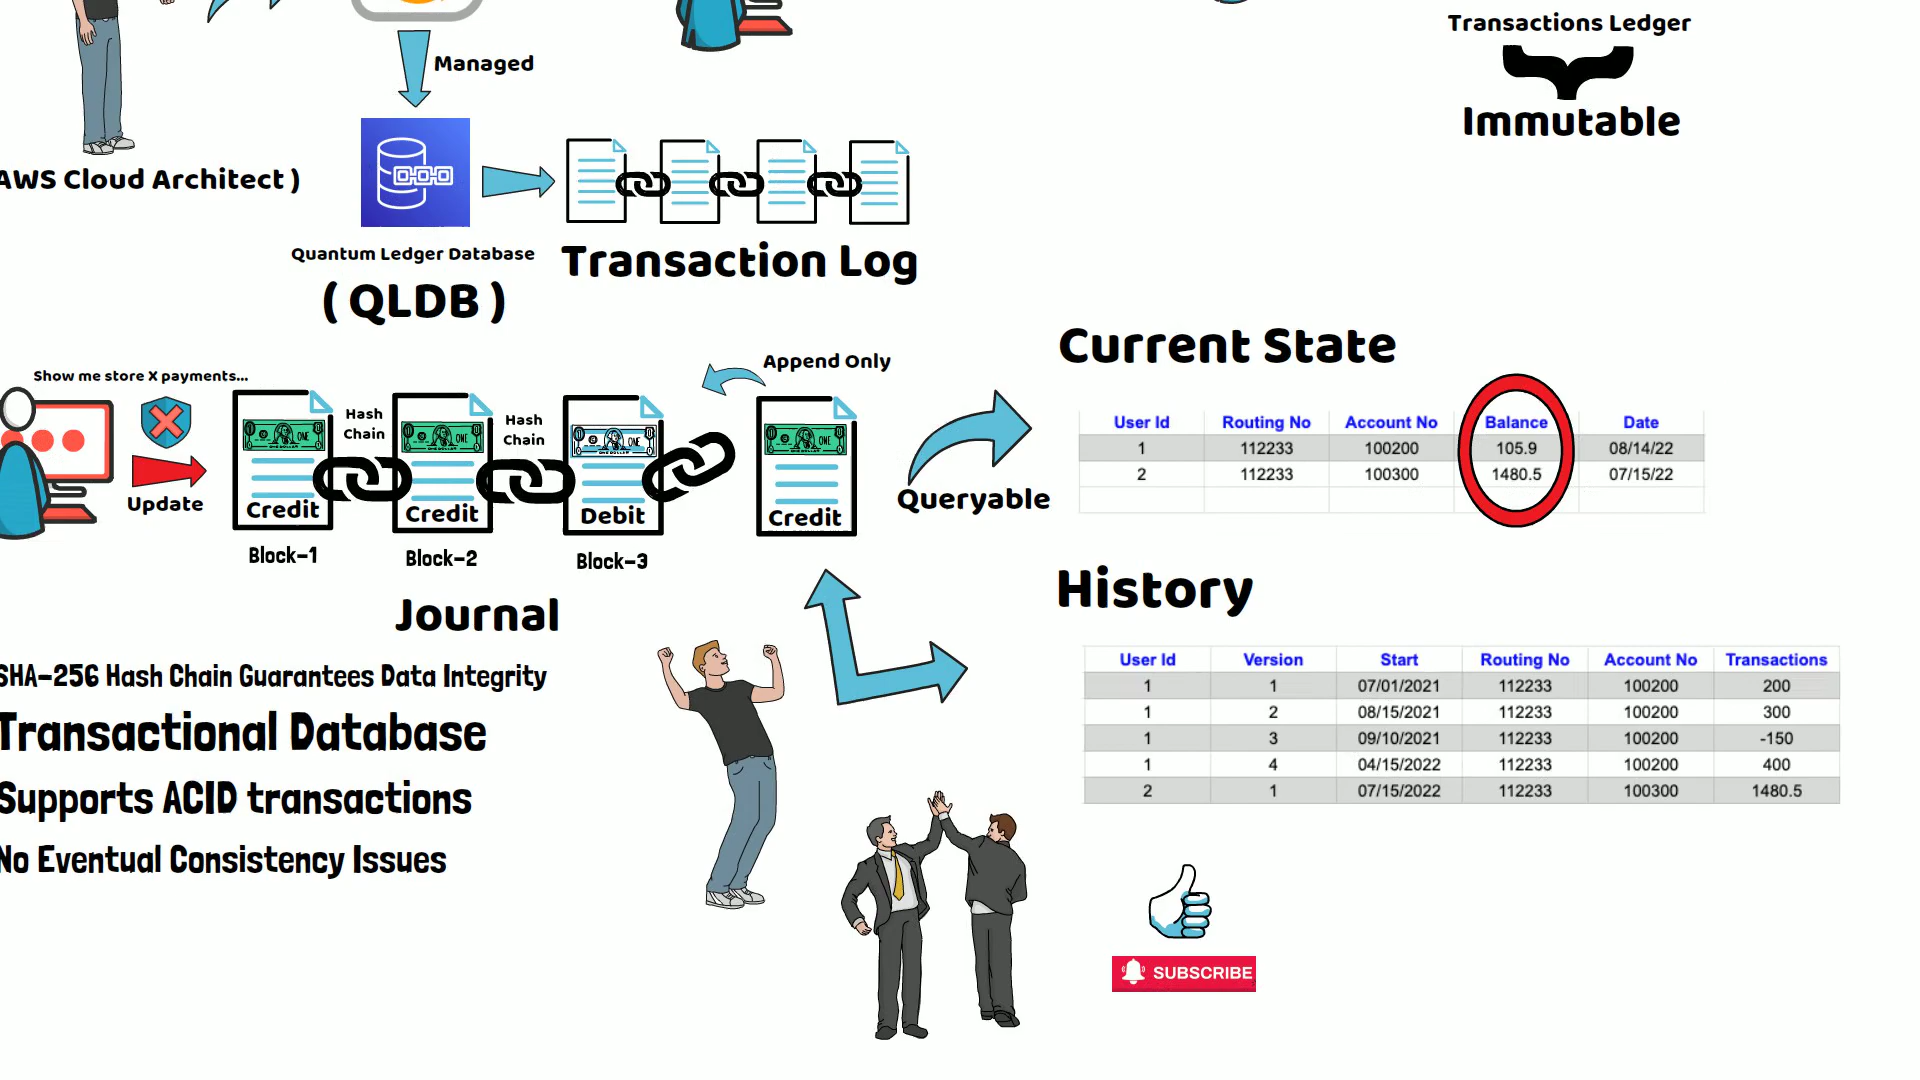 Transactions Ledger
Immutable
Managed
AWS Cloud Architect )
Quantum Ledger Database
( QLDB )
Transaction Log
Show me store X payments...
Update
Hash
Chain
Hash
Chain
Append Only
ONE
ONE
ONE
ONE
Credit
Credit
Debit
Credit
Block-1
Block-2
Block-3
Journal
Queryable
Current State
User Id Routing No Account No Balance Date
1 112233 100200 105.9 08/14/22
2 112233 100300 1480.5 07/15/22
History
User Id Version Start Routing No Account No Transactions
1 1 07/01/2021 112233 100200 200
1 2 08/15/2021 112233 100200 300
1 3 09/10/2021 112233 100200 -150
1 4 04/15/2022 112233 100200 400
2 1 07/15/2022 112233 100300 1480.5
SHA-256 Hash Chain Guarantees Data Integrity
Transactional Database
Supports ACID transactions
No Eventual Consistency Issues
SUBSCRIBE